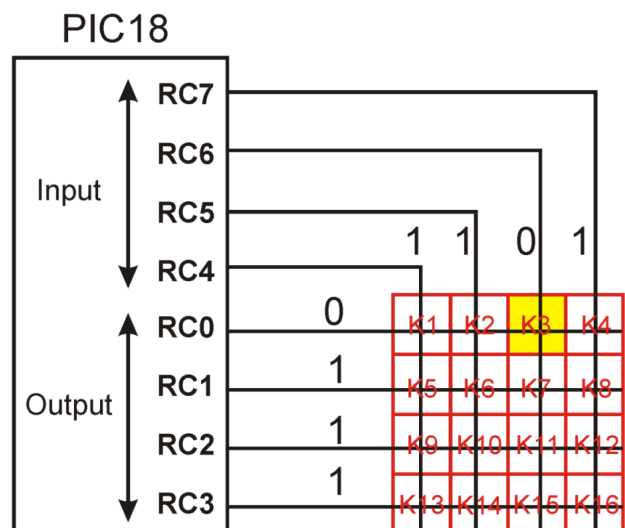 PIC18
RC7
RC6
Input
RC5
1 1 0 1
RC4
0
RC0
K1 K2 K3 K4
1
RC1
K5 K6 K7 K8
Output
1
RC2
K9 K10 K11 K12
1
RC3
K13 K14 K15 K16